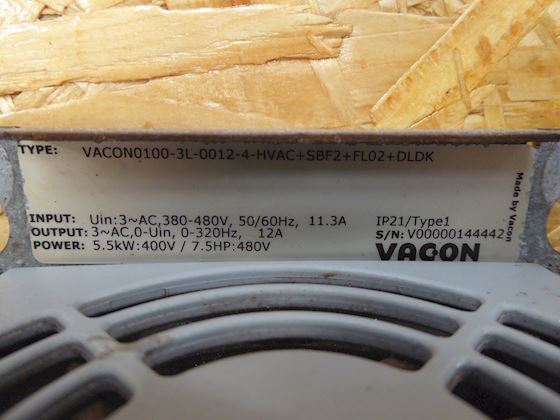 TYPE: VACON0100-3L-0012-4-HVAC+SBF2+FL02+DLDK
INPUT: Uin:3~AC,380-480V, 50/60Hz, 11.3A IP21/Type1
OUTPUT: 3~AC,0-Uin, 0-320Hz, 12A S/N: V00000144442
POWER: 5.5kW:400V / 7.5HP:480V VACON
Made by Vacon